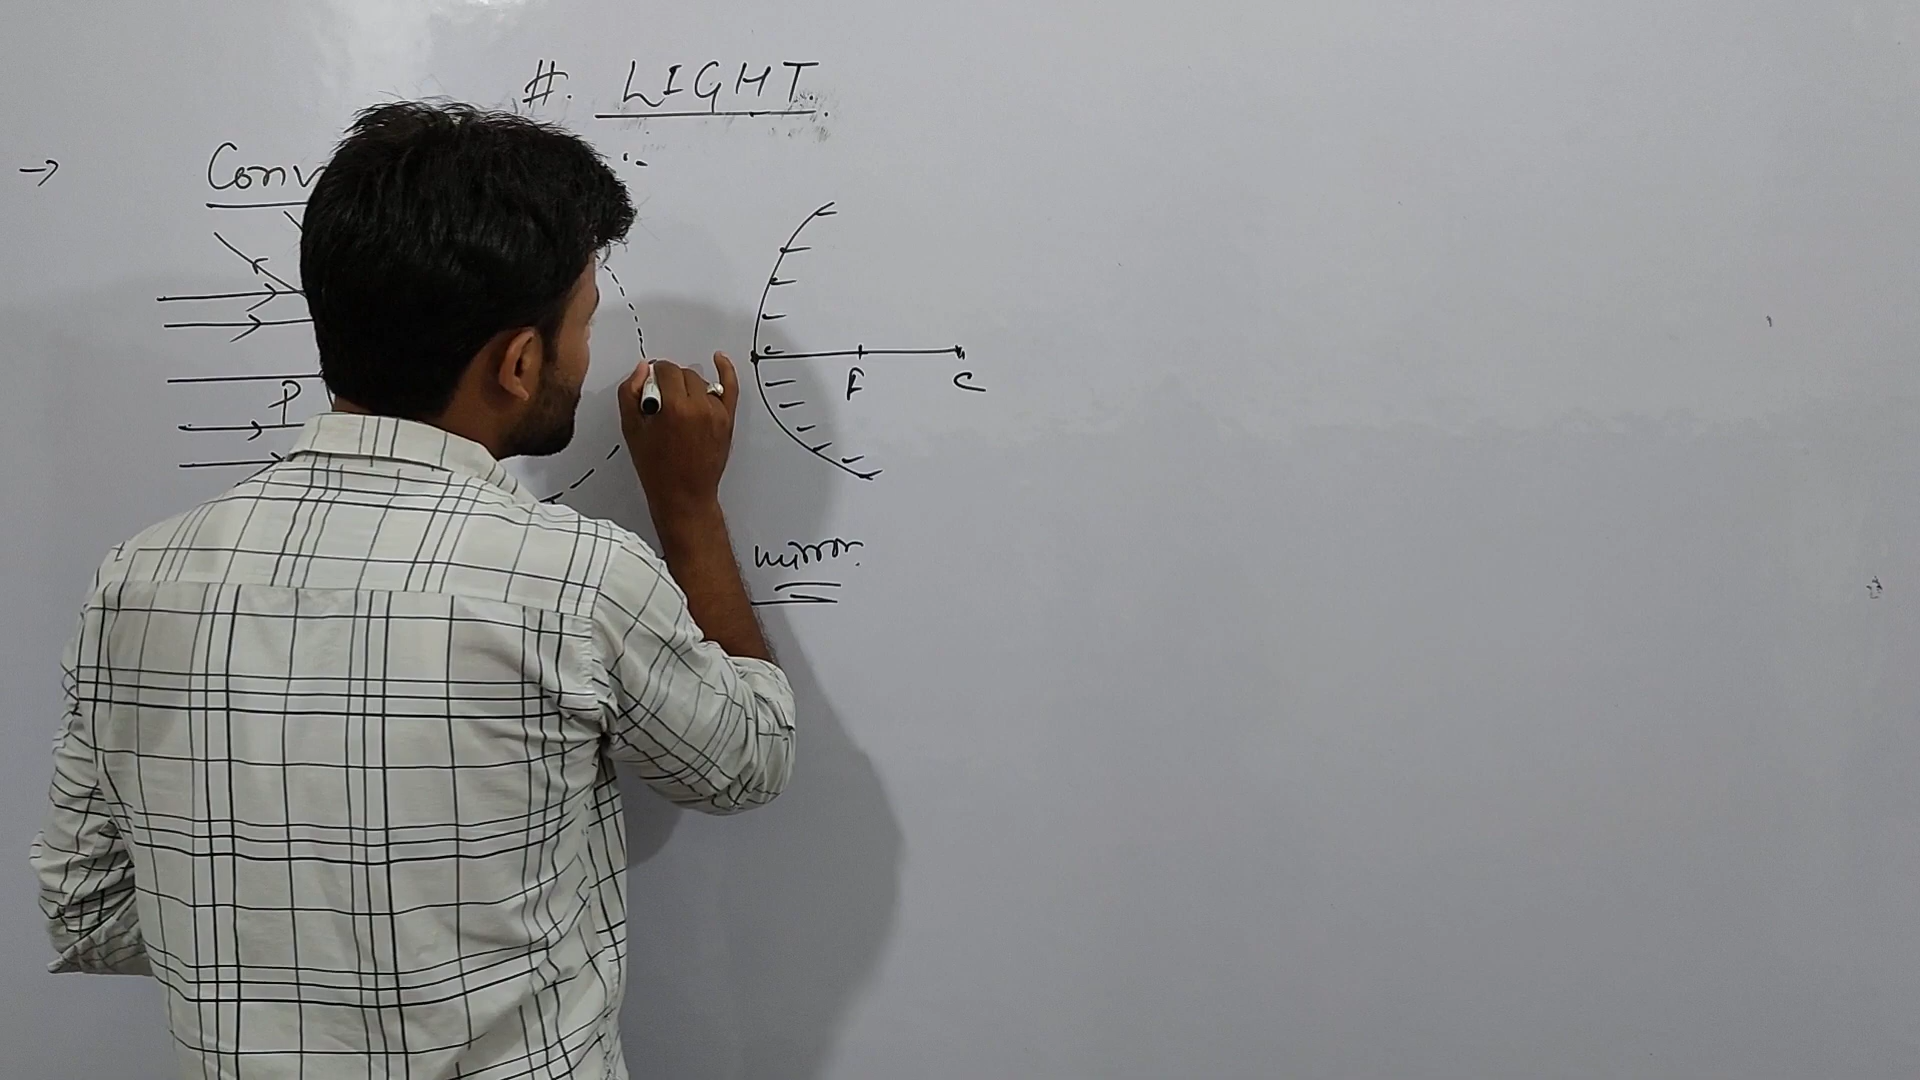 #. LIGHT.
→ Conv :-
P
F C
mirror.